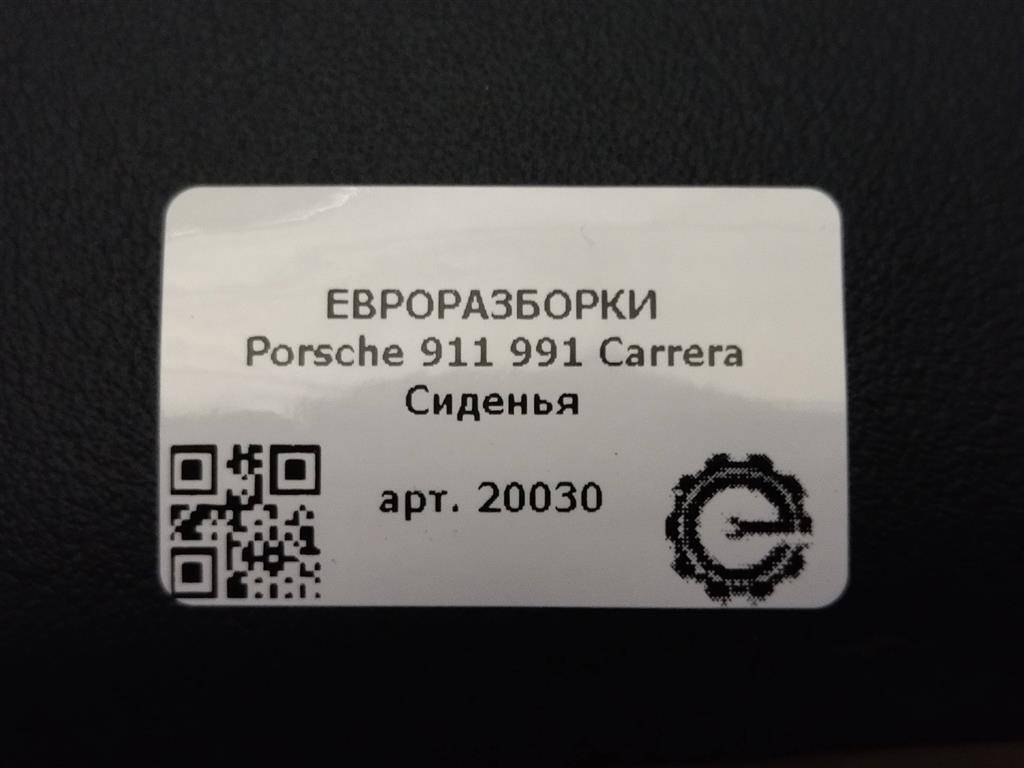 ЕВРОРАЗБОРКИ
Porsche 911 991 Carrera
Сиденья
арт. 20030